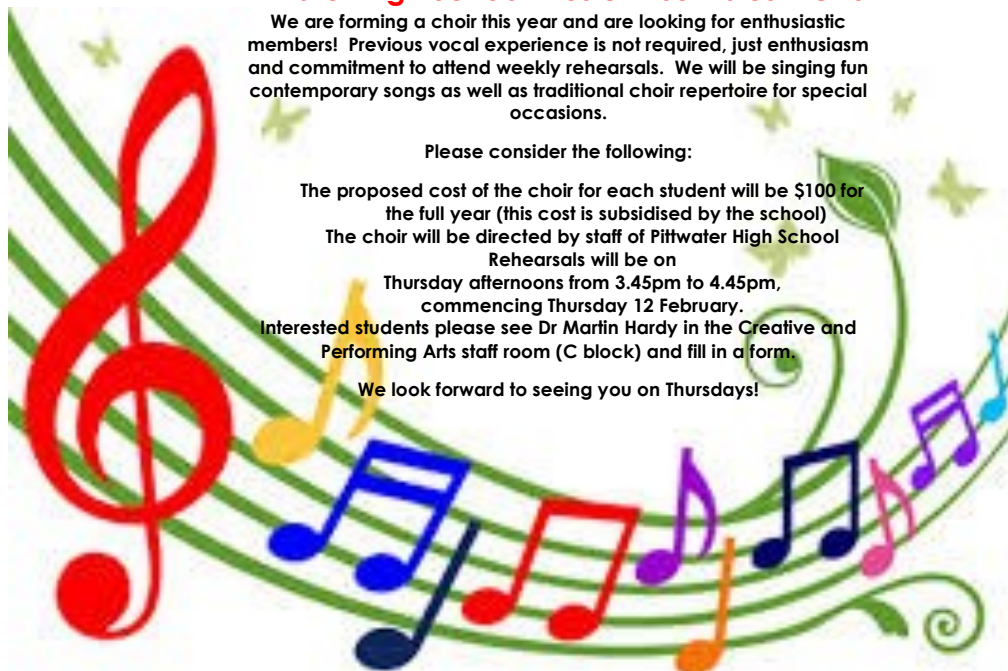 We are forming a choir this year and are looking for enthusiastic
members! Previous vocal experience is not required, just enthusiasm
and commitment to attend weekly rehearsals. We will be singing fun
contemporary songs as well as traditional choir repertoire for special
occasions.
Please consider the following:
The proposed cost of the choir for each student will be $100 for
the full year (this cost is subsidised by the school)
The choir will be directed by staff of Pittwater High School
Rehearsals will be on
Thursday afternoons from 3.45pm to 4.45pm,
commencing Thursday 12 February.
Interested students please see Dr Martin Hardy in the Creative and
Performing Arts staff room (C block) and fill in a form.
We look forward to seeing you on Thursdays!